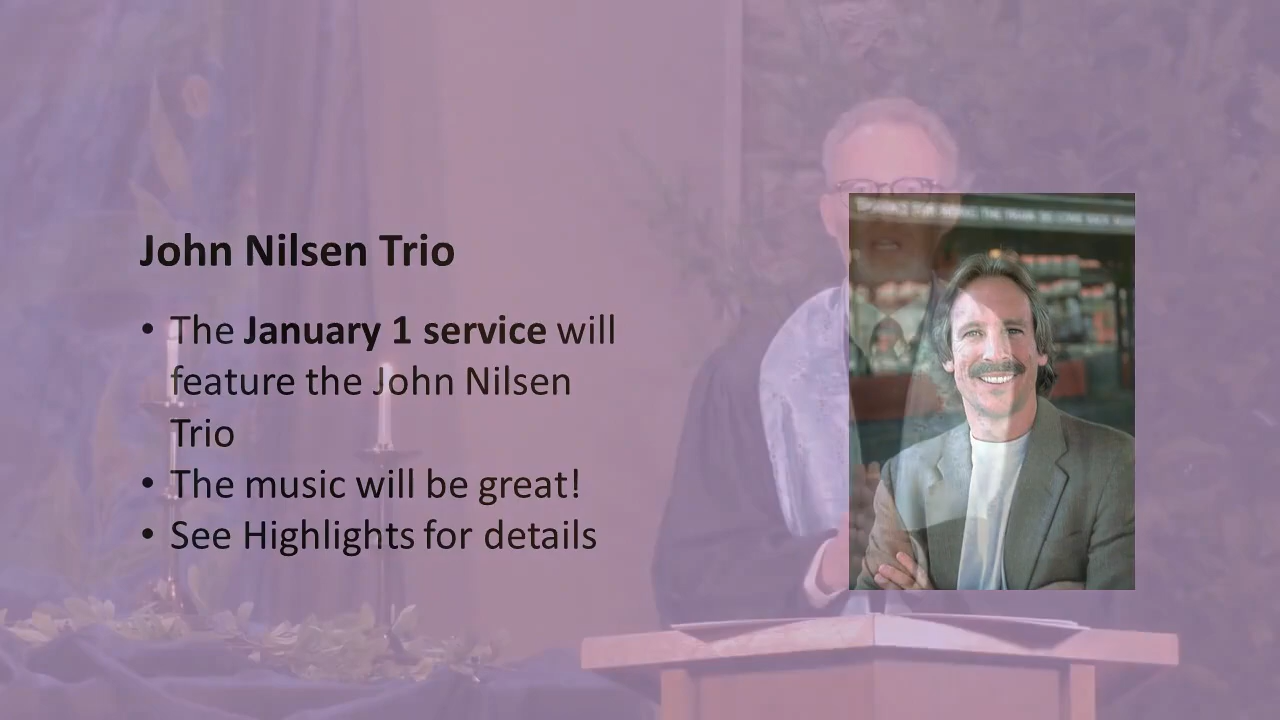 John Nilsen Trio
• The January 1 service will
feature the John Nilsen
Trio
• The music will be great!
• See Highlights for details